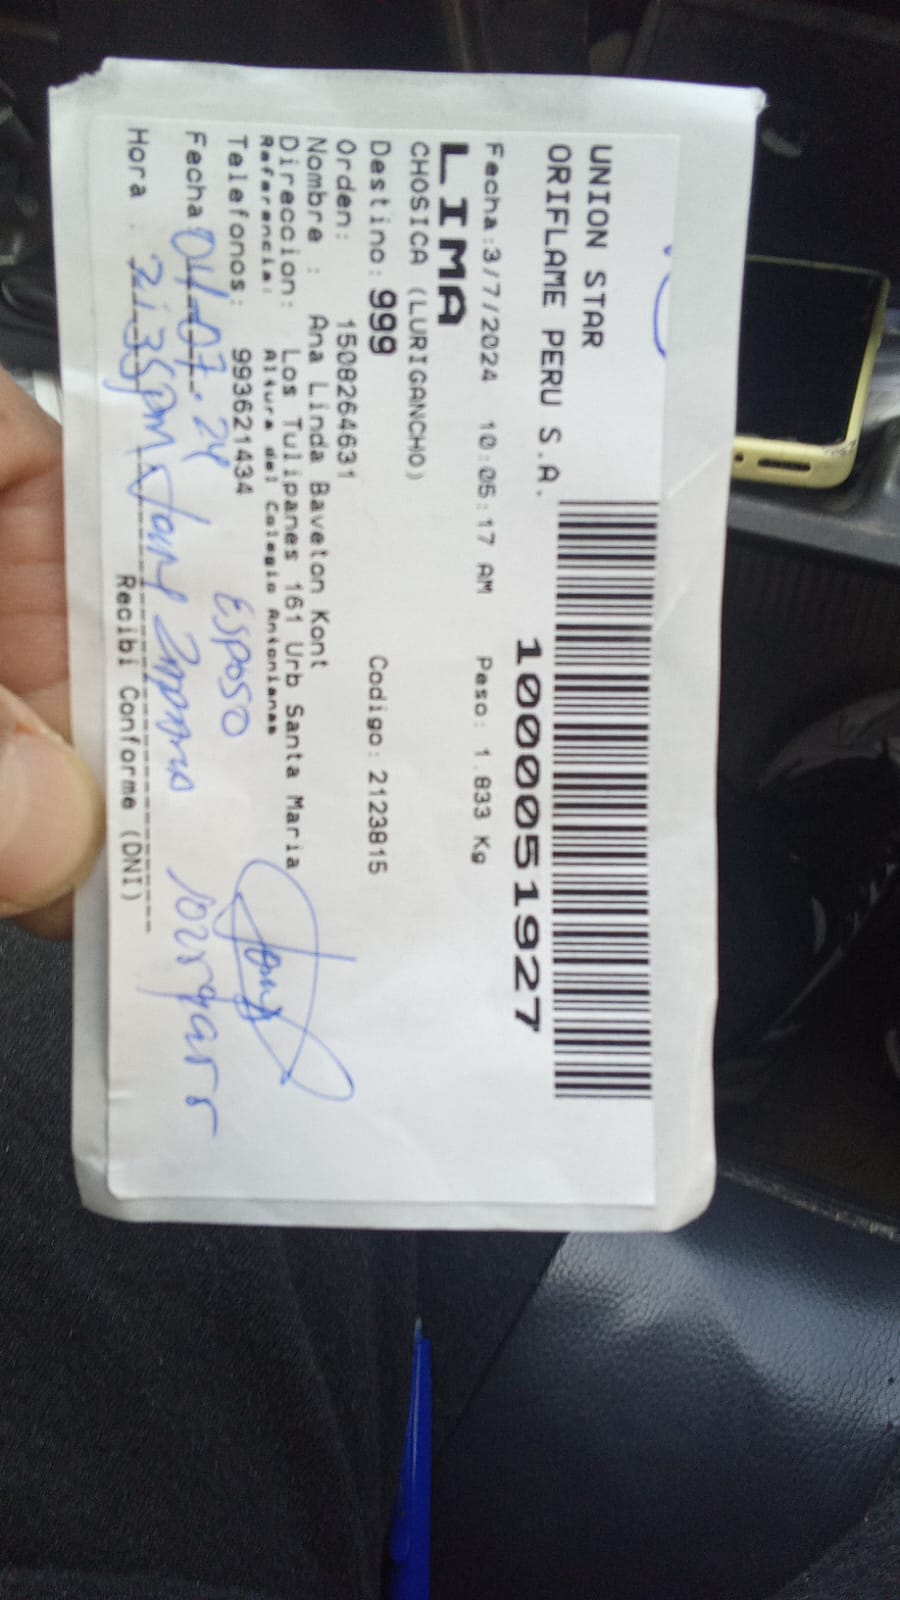 UNION STAR
ORIFLAME PERU S.A.
1000051927
Fecha:3/7/2024 10:05:17 AM Peso: 1.833 Kg
LIMA
CHOSICA (LURIGANCHO)
Destino: 999 Codigo: 2123815
Orden: 1508264631
Nombre : Ana Linda Baveton Kont
Direccion: Los Tulipanes 161 Urb Santa Maria
Referencia: Altura del Colegio Antonianas
Telefonos: 993621434 Esposo
Fecha 04.07.24
Hora 2:35pm
Recibi Conforme (DNI)